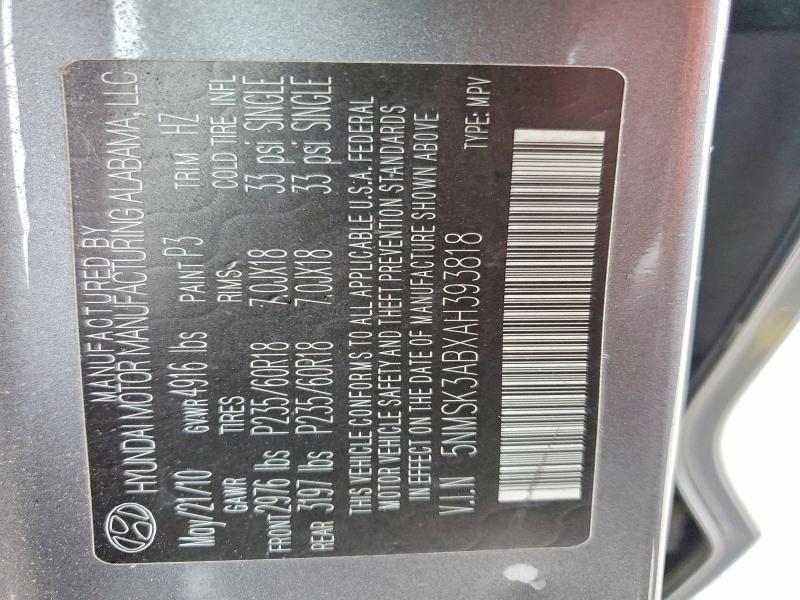 MANUFACTURED BY
HYUNDAI MOTOR MANUFACTURING ALABAMA, LLC
May/21/10 GVWR 4916 lbs PAINT P3 TRIM HZ
GAWR TIRES RIMS COLD TIRE INFL
FRONT 2976 lbs P235/60R18 7.0JX18 33 psi SINGLE
REAR 3197 lbs P235/60R18 7.0JX18 33 psi SINGLE
THIS VEHICLE CONFORMS TO ALL APPLICABLE U.S.A. FEDERAL
MOTOR VEHICLE SAFETY AND THEFT PREVENTION STANDARDS
IN EFFECT ON THE DATE OF MANUFACTURE SHOWN ABOVE
V.I.N 5NMSK3ABXAH393818 TYPE: MPV